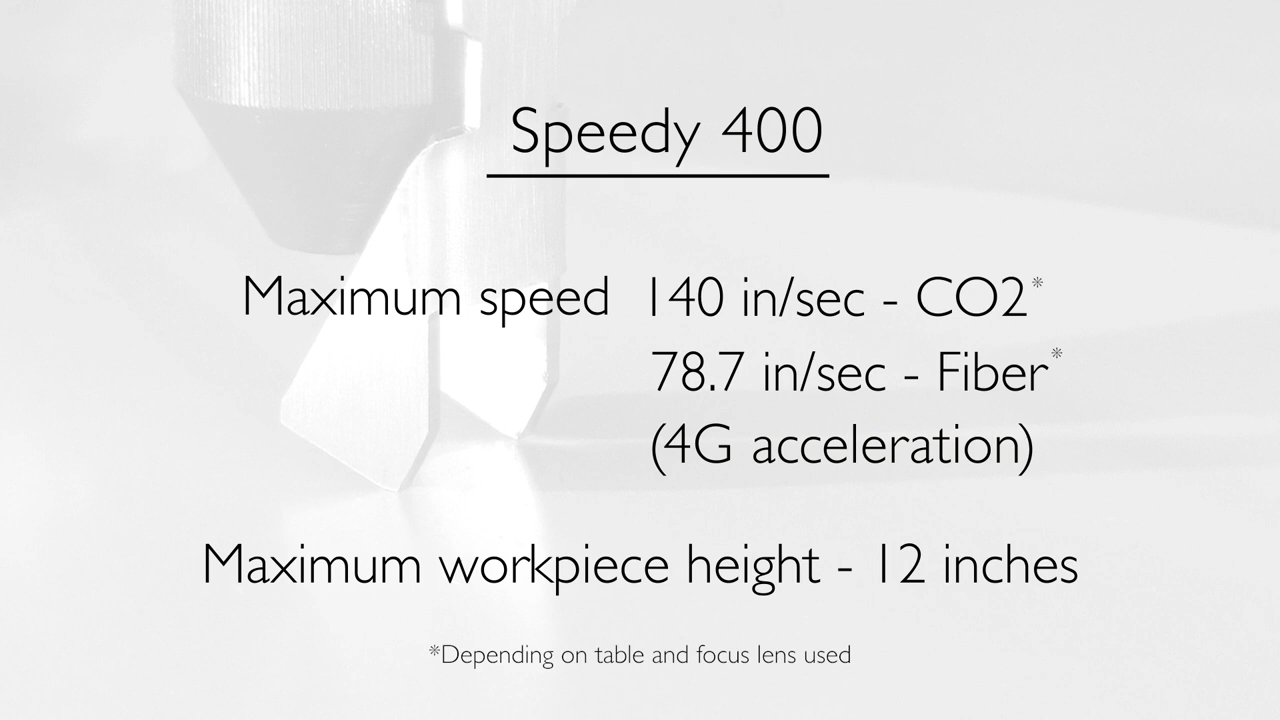 Speedy 400
Maximum speed 140 in/sec - CO2*
78.7 in/sec - Fiber*
(4G acceleration)
Maximum workpiece height - 12 inches
*Depending on table and focus lens used